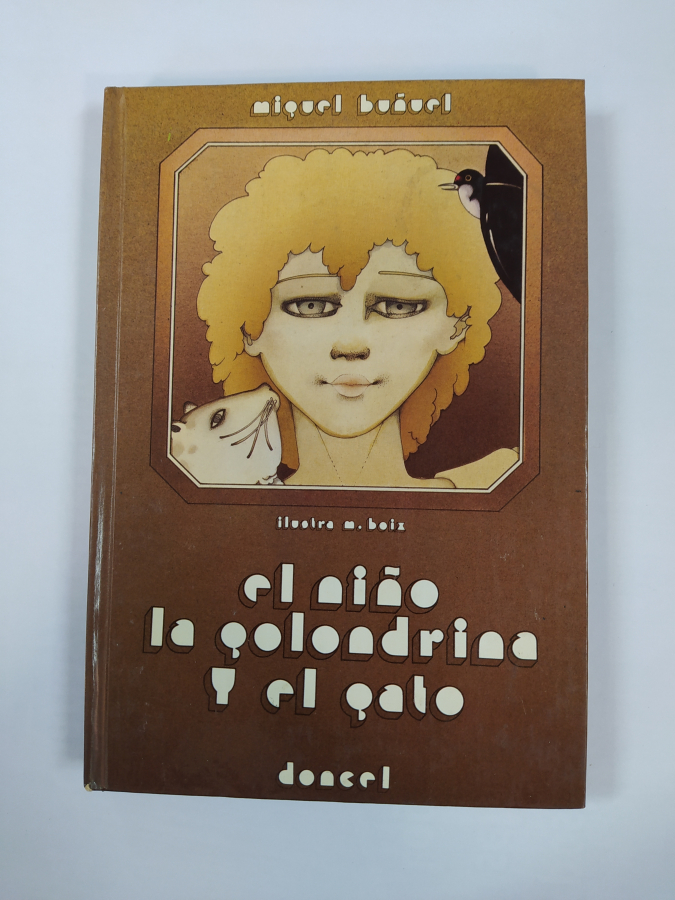 miguel buñuel
ilustra m. boix
el niño
la golondrina
y el gato
doncel